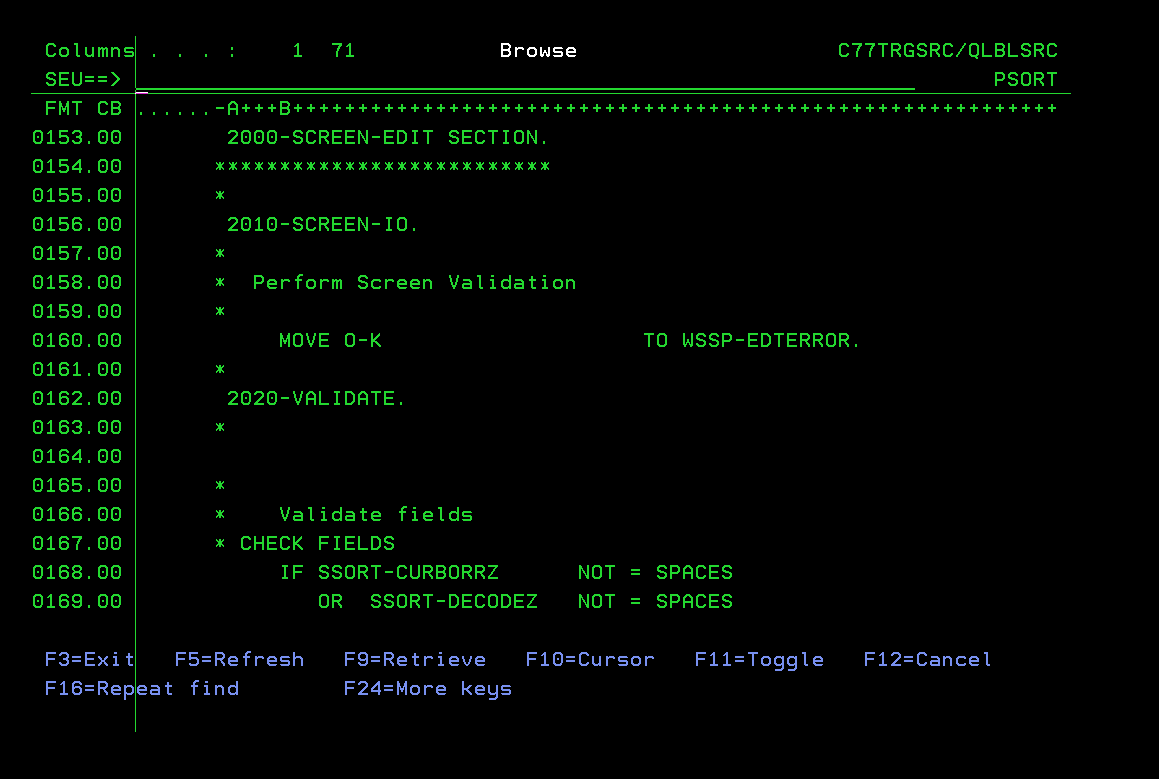 Columns . . . :    1  71           Browse                    C77TRGSRC/QLBLSRC
SEU==>                                                                   PSORT
FMT CB ......-A+++B+++++++++++++++++++++++++++++++++++++++++++++++++++++++++++
0153.00        2000-SCREEN-EDIT SECTION.
0154.00       **************************
0155.00       *
0156.00        2010-SCREEN-IO.
0157.00       *
0158.00       *  Perform Screen Validation
0159.00       *
0160.00            MOVE O-K                    TO WSSP-EDTERROR.
0161.00       *
0162.00        2020-VALIDATE.
0163.00       *
0164.00
0165.00       *
0166.00       *    Validate fields
0167.00       * CHECK FIELDS
0168.00            IF SSORT-CURBORRZ      NOT = SPACES
0169.00               OR  SSORT-DECODEZ   NOT = SPACES
F3=Exit   F5=Refresh   F9=Retrieve   F10=Cursor   F11=Toggle   F12=Cancel
F16=Repeat find        F24=More keys